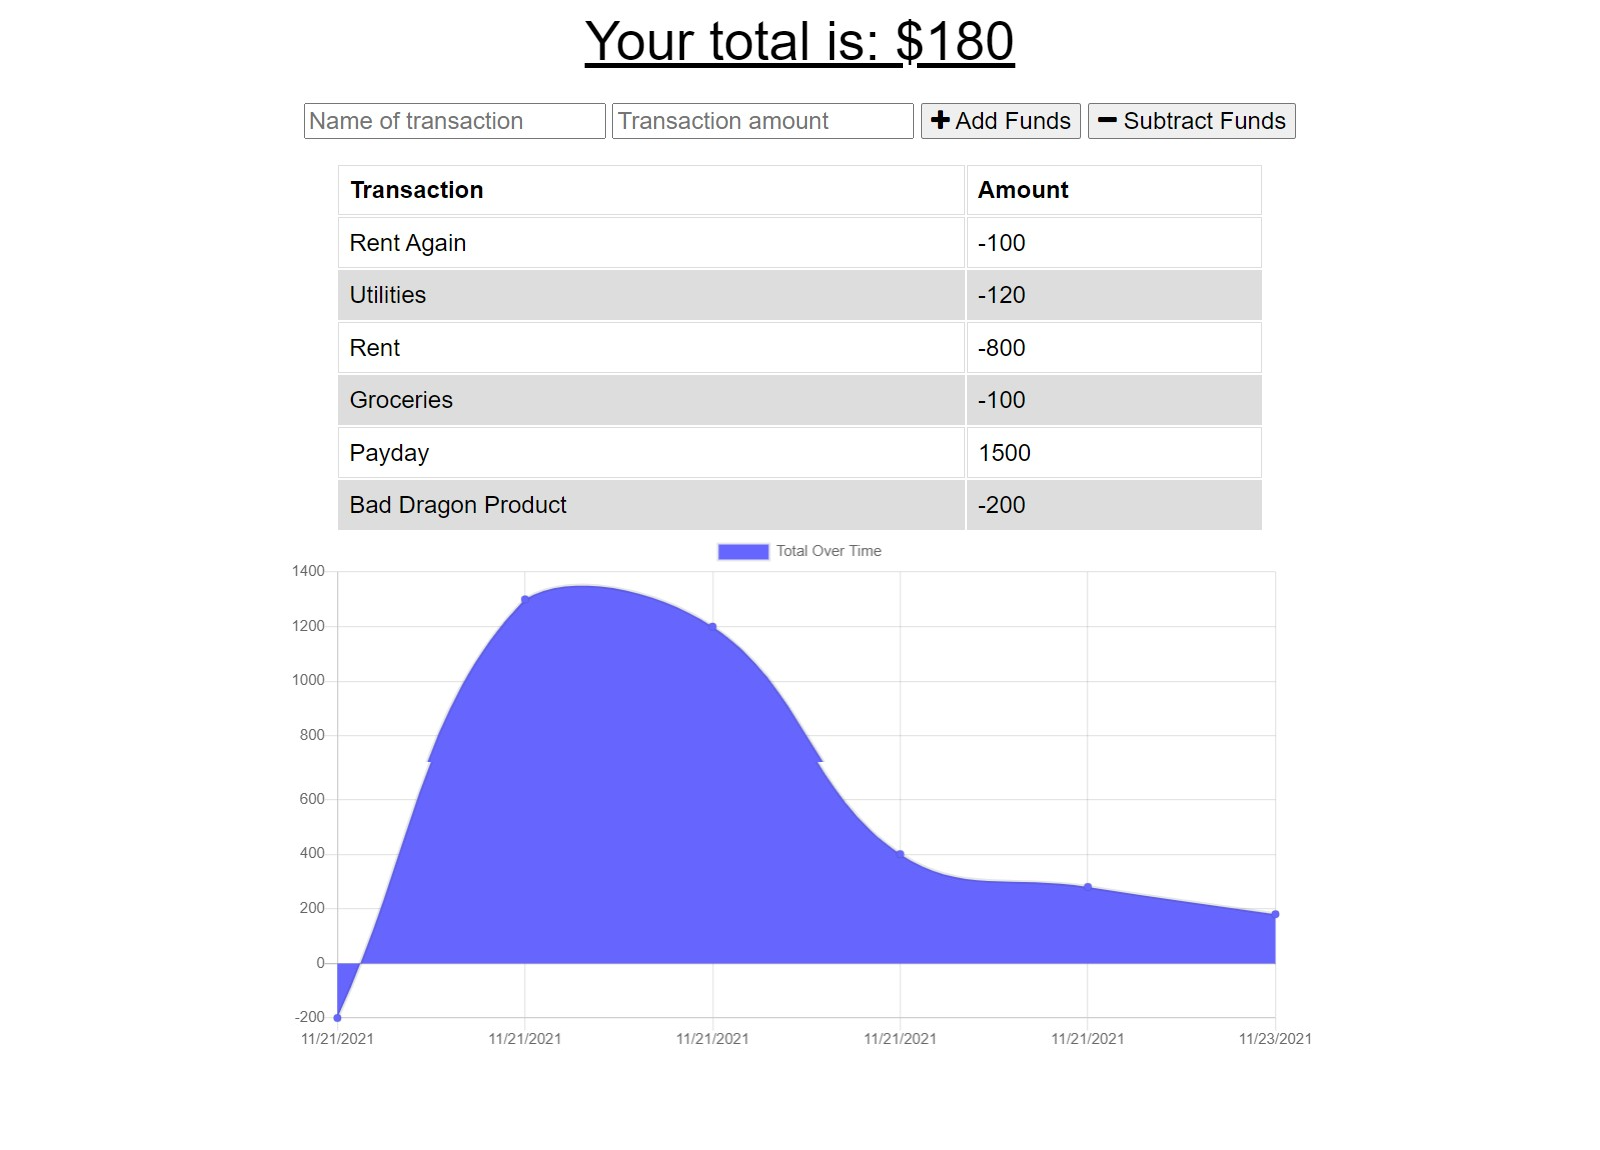 Your total is: $180
Name of transaction Transaction amount Add Funds Subtract Funds
Transaction Amount
Rent Again -100
Utilities -120
Rent -800
Groceries -100
Payday 1500
Bad Dragon Product -200
Total Over Time
1400
1200
1000
800
600
400
200
0
-200
11/21/2021 11/21/2021 11/21/2021 11/21/2021 11/21/2021 11/23/2021